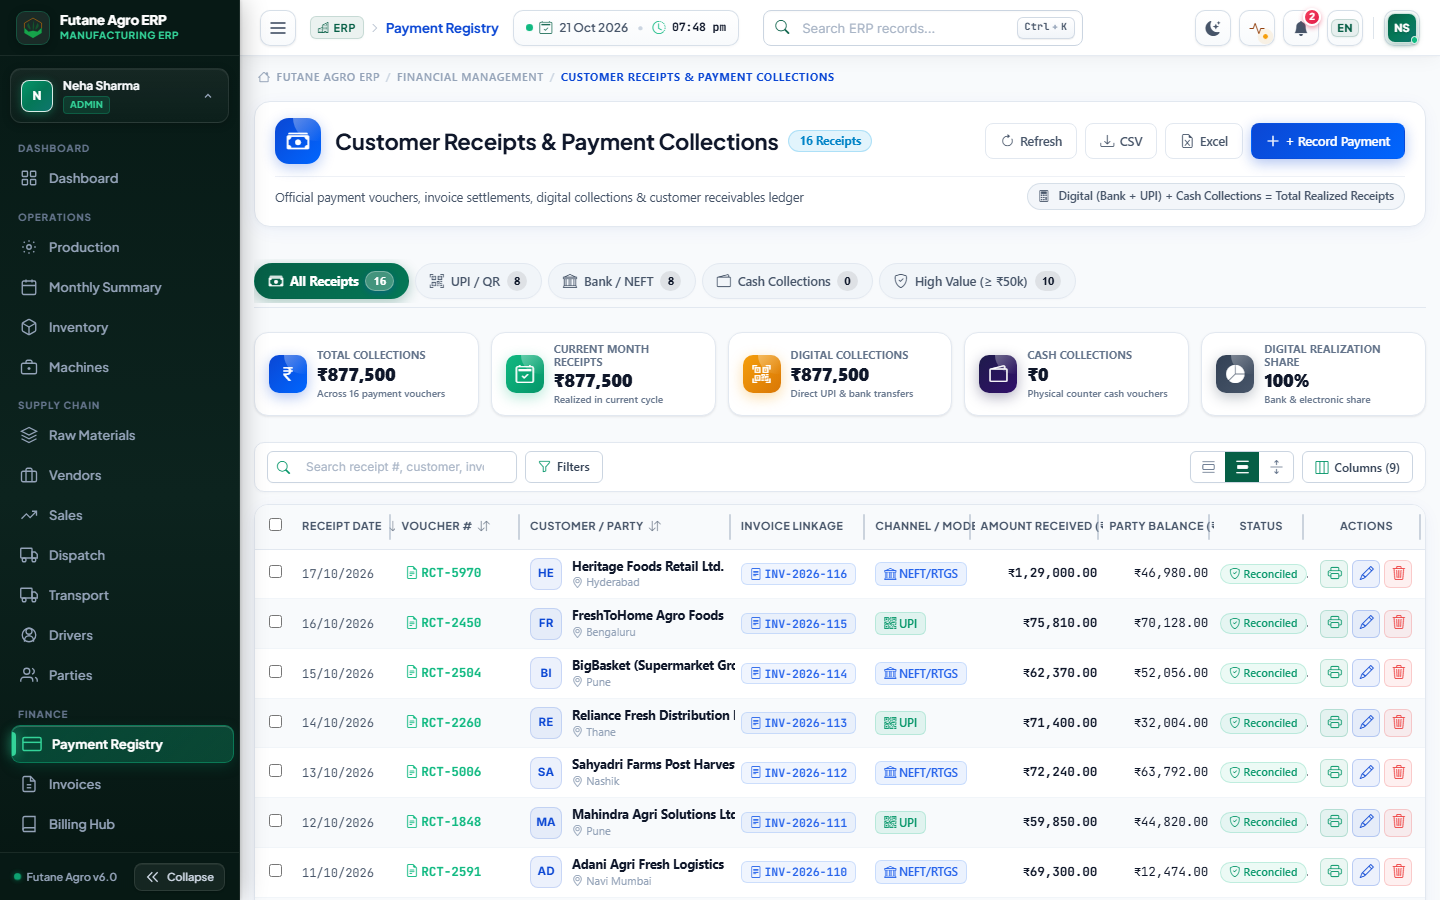 Futane Agro ERP
MANUFACTURING ERP
Neha Sharma
N
ADMIN
DASHBOARD
Dashboard
OPERATIONS
Production
Monthly Summary
Inventory
Machines
SUPPLY CHAIN
Raw Materials
Vendors
Sales
Dispatch
Transport
Drivers
Parties
FINANCE
Payment Registry
Invoices
Billing Hub
Futane Agro v6.0
Collapse
ERP
Payment Registry
21 Oct 2026
07:48 pm
Search ERP records...
Ctrl + K
2
EN
NS
FUTANE AGRO ERP / FINANCIAL MANAGEMENT / CUSTOMER RECEIPTS & PAYMENT COLLECTIONS
Customer Receipts & Payment Collections
16 Receipts
Refresh
CSV
Excel
+ Record Payment
Official payment vouchers, invoice settlements, digital collections & customer receivables ledger
Digital (Bank + UPI) + Cash Collections = Total Realized Receipts
All Receipts 16
UPI / QR 8
Bank / NEFT 8
Cash Collections 0
High Value (≥ ₹50k) 10
₹
TOTAL COLLECTIONS
₹877,500
Across 16 payment vouchers
CURRENT MONTH
RECEIPTS
₹877,500
Realized in current cycle
DIGITAL COLLECTIONS
₹877,500
Direct UPI & bank transfers
CASH COLLECTIONS
₹0
Physical counter cash vouchers
DIGITAL REALIZATION
SHARE
100%
Bank & electronic share
Search receipt #, customer, inv
Filters
Columns (9)
RECEIPT DATE VOUCHER # CUSTOMER / PARTY INVOICE LINKAGE CHANNEL / MODE AMOUNT RECEIVED ( PARTY BALANCE ( STATUS ACTIONS
17/10/2026 RCT-5970 HE Heritage Foods Retail Ltd. INV-2026-116 NEFT/RTGS ₹1,29,000.00 ₹46,980.00 Reconciled
Hyderabad
16/10/2026 RCT-2450 FR FreshToHome Agro Foods INV-2026-115 UPI ₹75,810.00 ₹70,128.00 Reconciled
Bengaluru
15/10/2026 RCT-2504 BI BigBasket (Supermarket Gro INV-2026-114 NEFT/RTGS ₹62,370.00 ₹52,056.00 Reconciled
Pune
14/10/2026 RCT-2260 RE Reliance Fresh Distribution INV-2026-113 UPI ₹71,400.00 ₹32,004.00 Reconciled
Thane
13/10/2026 RCT-5006 SA Sahyadri Farms Post Harves INV-2026-112 NEFT/RTGS ₹72,240.00 ₹63,792.00 Reconciled
Nashik
12/10/2026 RCT-1848 MA Mahindra Agri Solutions Ltd INV-2026-111 UPI ₹59,850.00 ₹44,820.00 Reconciled
Pune
11/10/2026 RCT-2591 AD Adani Agri Fresh Logistics INV-2026-110 NEFT/RTGS ₹69,300.00 ₹12,474.00 Reconciled
Navi Mumbai